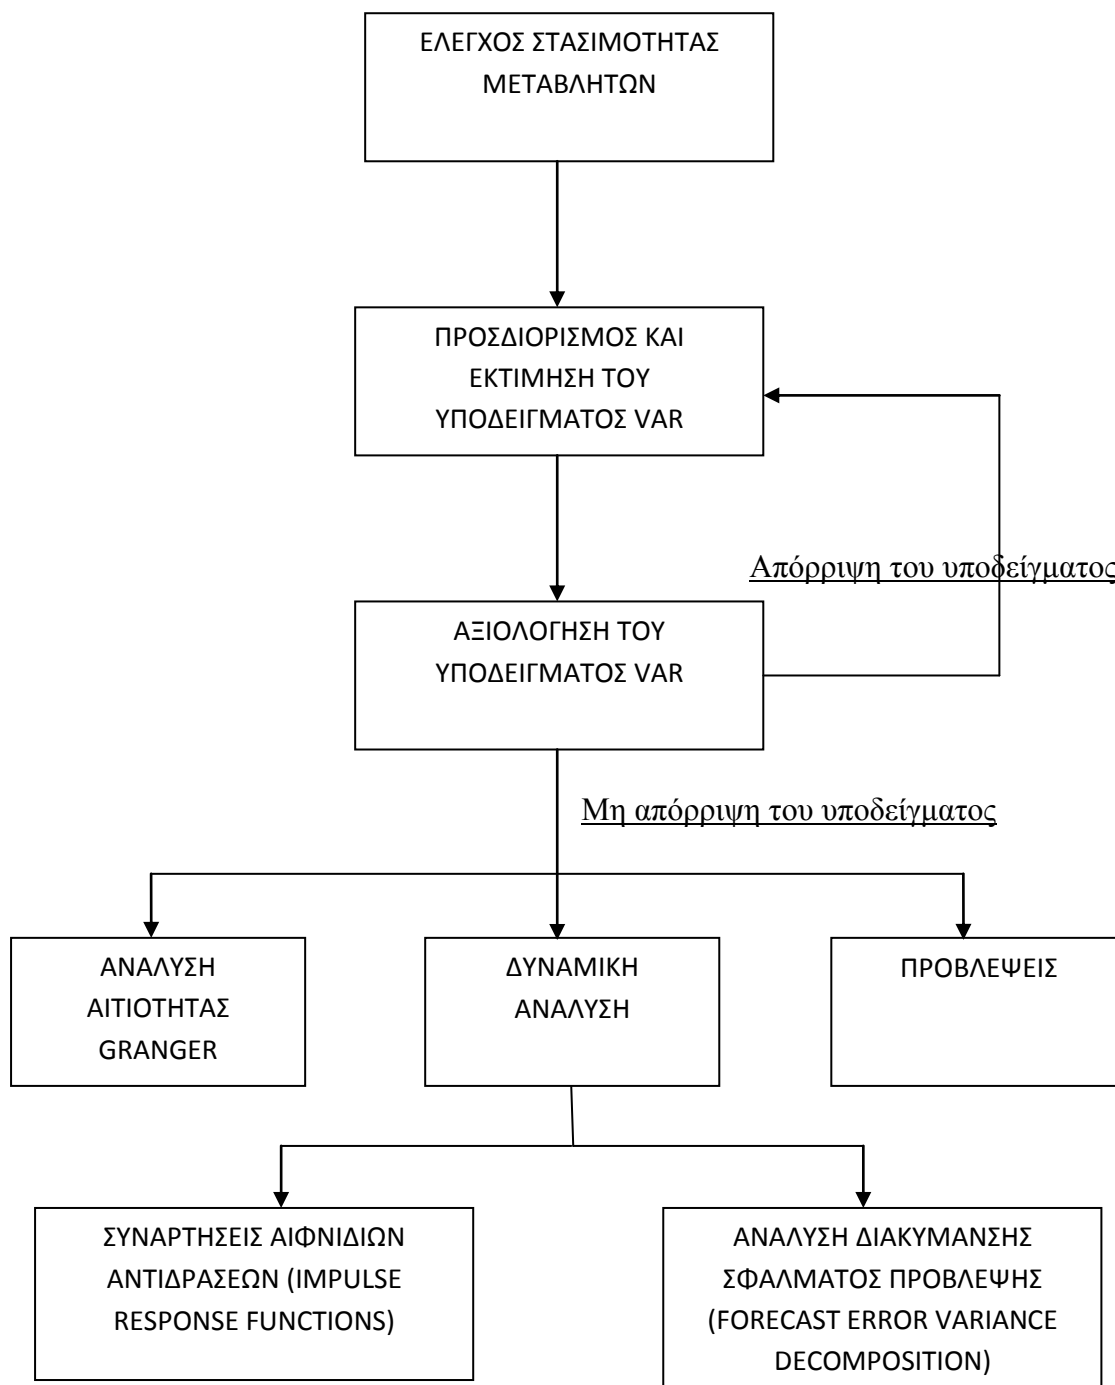 ΕΛΕΓΧΟΣ ΣΤΑΣΙΜΟΤΗΤΑΣ
ΜΕΤΑΒΛΗΤΩΝ
ΠΡΟΣΔΙΟΡΙΣΜΟΣ ΚΑΙ
ΕΚΤΙΜΗΣΗ ΤΟΥ
ΥΠΟΔΕΙΓΜΑΤΟΣ VAR
Απόρριψη του υποδείγματος
ΑΞΙΟΛΟΓΗΣΗ ΤΟΥ
ΥΠΟΔΕΙΓΜΑΤΟΣ VAR
Μη απόρριψη του υποδείγματος
ΑΝΑΛΥΣΗ
ΑΙΤΙΟΤΗΤΑΣ
GRANGER
ΔΥΝΑΜΙΚΗ
ΑΝΑΛΥΣΗ
ΠΡΟΒΛΕΨΕΙΣ
ΣΥΝΑΡΤΗΣΕΙΣ ΑΙΦΝΙΔΙΩΝ
ΑΝΤΙΔΡΑΣΕΩΝ (IMPULSE
RESPONSE FUNCTIONS)
ΑΝΑΛΥΣΗ ΔΙΑΚΥΜΑΝΣΗΣ
ΣΦΑΛΜΑΤΟΣ ΠΡΟΒΛΕΨΗΣ
(FORECAST ERROR VARIANCE
DECOMPOSITION)